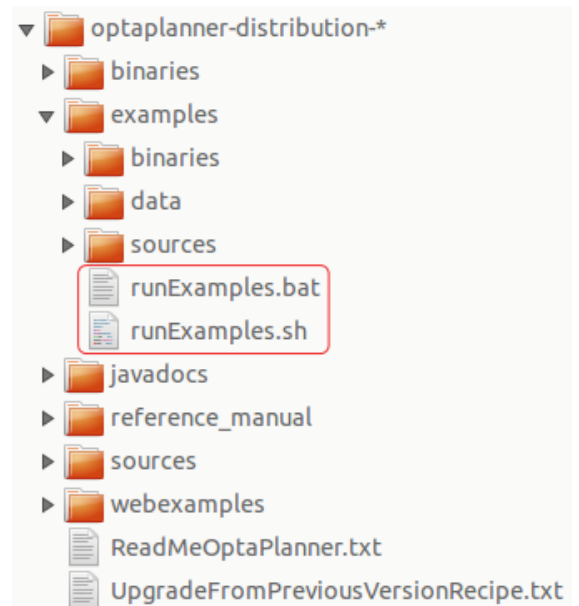 optaplanner-distribution-*
binaries
examples
binaries
data
sources
runExamples.bat
runExamples.sh
javadocs
reference_manual
sources
webexamples
ReadMeOptaPlanner.txt
UpgradeFromPreviousVersionRecipe.txt